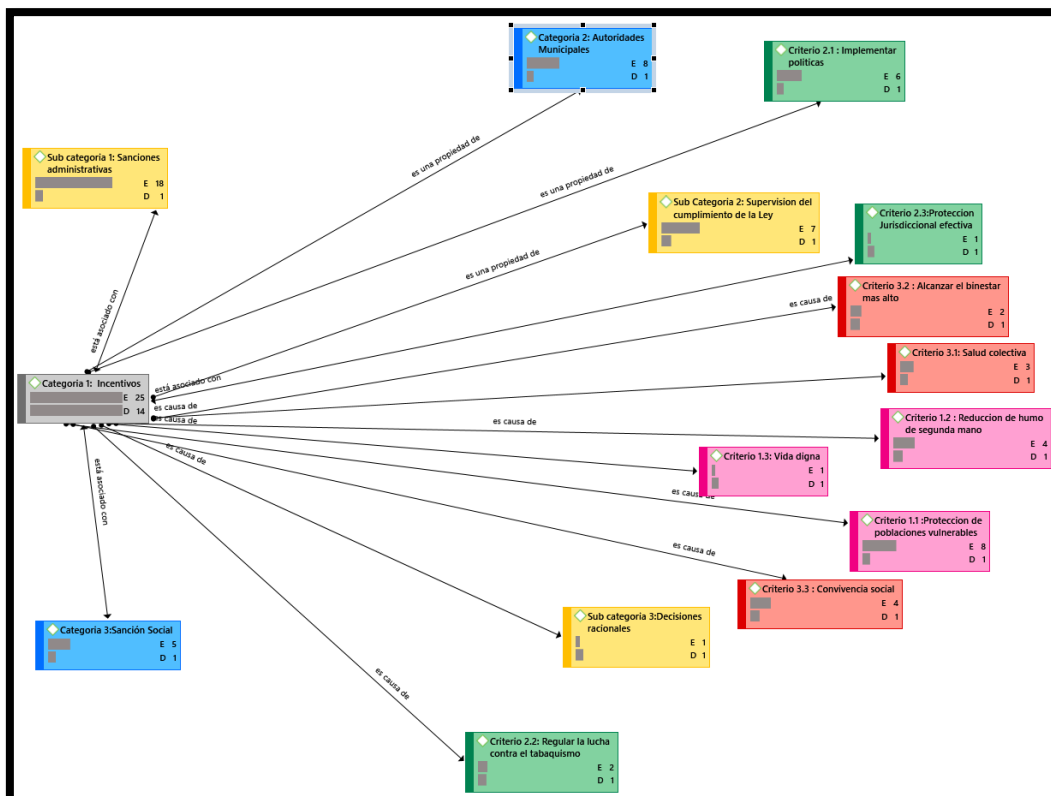 Categoria 2: Autoridades
Municipales
E 8
D 1
Criterio 2.1 : Implementar
politicas
E 6
D 1
es una propiedad de
Sub categoria 1: Sanciones
administrativas
E 18
D 1
es una propiedad de
Sub Categoria 2: Supervision del
cumplimiento de la Ley
E 7
D 1
Criterio 2.3:Proteccion
Jurisdiccional efectiva
E 1
D 1
es una propiedad de
Criterio 3.2 : Alcanzar el binestar
mas alto
E 2
D 1
es causa de
está asociado con
Criterio 3.1: Salud colectiva
E 3
D 1
Categoria 1: Incentivos
E 25
D 14
está asociado con
es causa de
es causa de
es causa de
Criterio 1.2 : Reduccion de humo
de segunda mano
E 4
D 1
es causa de
Criterio 1.3: Vida digna
E 1
D 1
es causa de
está asociado con
Criterio 1.1 :Proteccion de
poblaciones vulnerables
E 8
D 1
es causa de
Criterio 3.3 : Convivencia social
E 4
D 1
Sub categoria 3:Decisiones
racionales
E 1
D 1
Categoria 3:Sanción Social
E 5
D 1
es causa de
Criterio 2.2: Regular la lucha
contra el tabaquismo
E 2
D 1